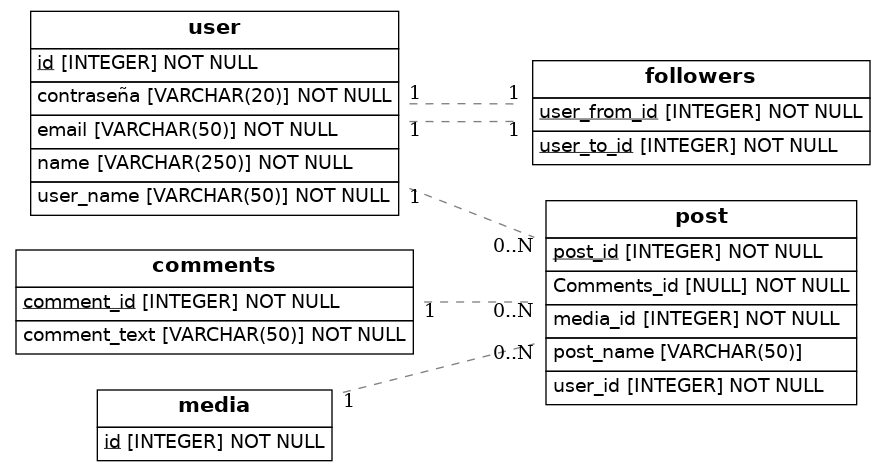 user
id [INTEGER] NOT NULL
contraseña [VARCHAR(20)] NOT NULL
email [VARCHAR(50)] NOT NULL
name [VARCHAR(250)] NOT NULL
user_name [VARCHAR(50)] NOT NULL
1
1
1
1
1
0..N
followers
user_from_id [INTEGER] NOT NULL
user_to_id [INTEGER] NOT NULL
comments
comment_id [INTEGER] NOT NULL
comment_text [VARCHAR(50)] NOT NULL
1
0..N
post
post_id [INTEGER] NOT NULL
Comments_id [NULL] NOT NULL
media_id [INTEGER] NOT NULL
post_name [VARCHAR(50)]
user_id [INTEGER] NOT NULL
0..N
1
media
id [INTEGER] NOT NULL